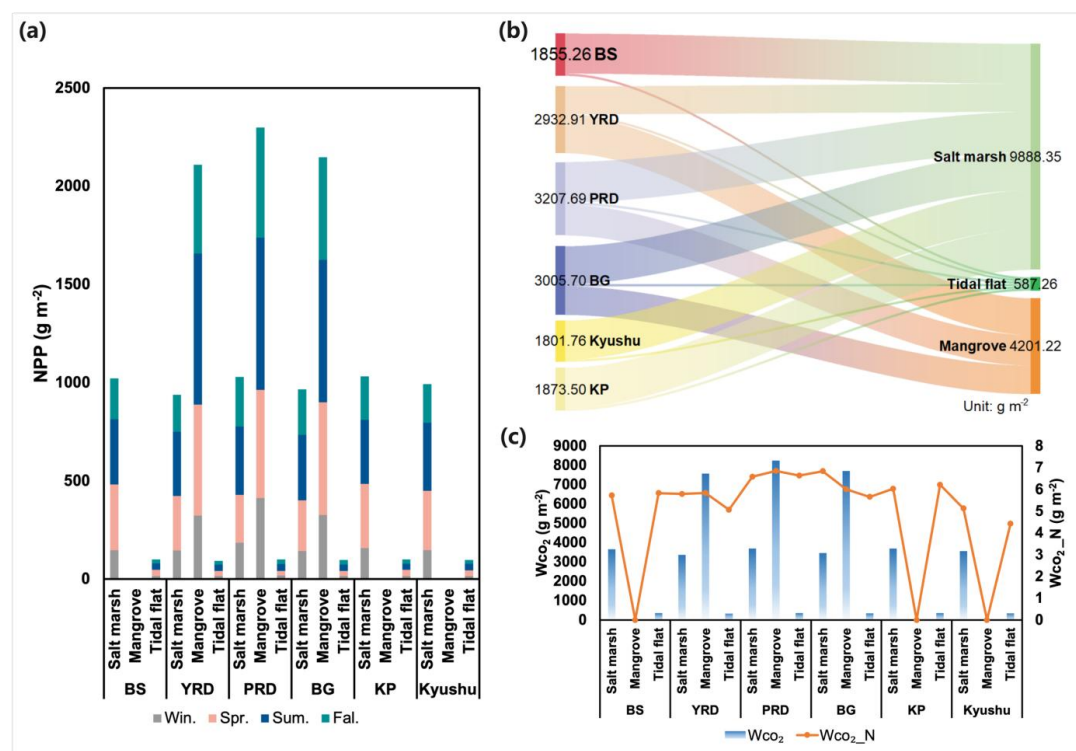 (a)
2500
2000
1500
1000
500
0
NPP (g m⁻²)
Salt marsh
Mangrove
Tidal flat
Salt marsh
Mangrove
Tidal flat
Salt marsh
Mangrove
Tidal flat
Salt marsh
Mangrove
Tidal flat
Salt marsh
Mangrove
Tidal flat
Salt marsh
Mangrove
Tidal flat
BS YRD PRD BG KP Kyushu
Win. Spr. Sum. Fal.
(b)
1855.26 BS
2932.91 YRD
3207.69 PRD
3005.70 BG
1801.76 Kyushu
1873.50 KP
Salt marsh 9888.35
Tidal flat 587.26
Mangrove 4201.22
Unit: g m⁻²
(c)
9000
8000
7000
6000
5000
4000
3000
2000
1000
0
Wco₂ (g m⁻²)
8
7
6
5
4
3
2
1
0
Wco₂_N (g m⁻²)
Salt marsh
Mangrove
Tidal flat
Salt marsh
Mangrove
Tidal flat
Salt marsh
Mangrove
Tidal flat
Salt marsh
Mangrove
Tidal flat
Salt marsh
Mangrove
Tidal flat
Salt marsh
Mangrove
Tidal flat
BS YRD PRD BG KP Kyushu
Wco₂ Wco₂_N